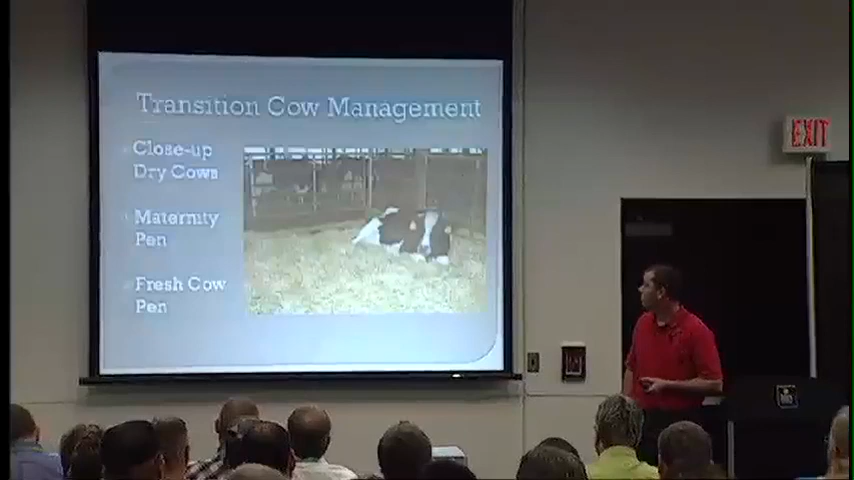 Transition Cow Management
Close-up
Dry Cows
Maternity
Pen
Fresh Cow
Pen
EXIT